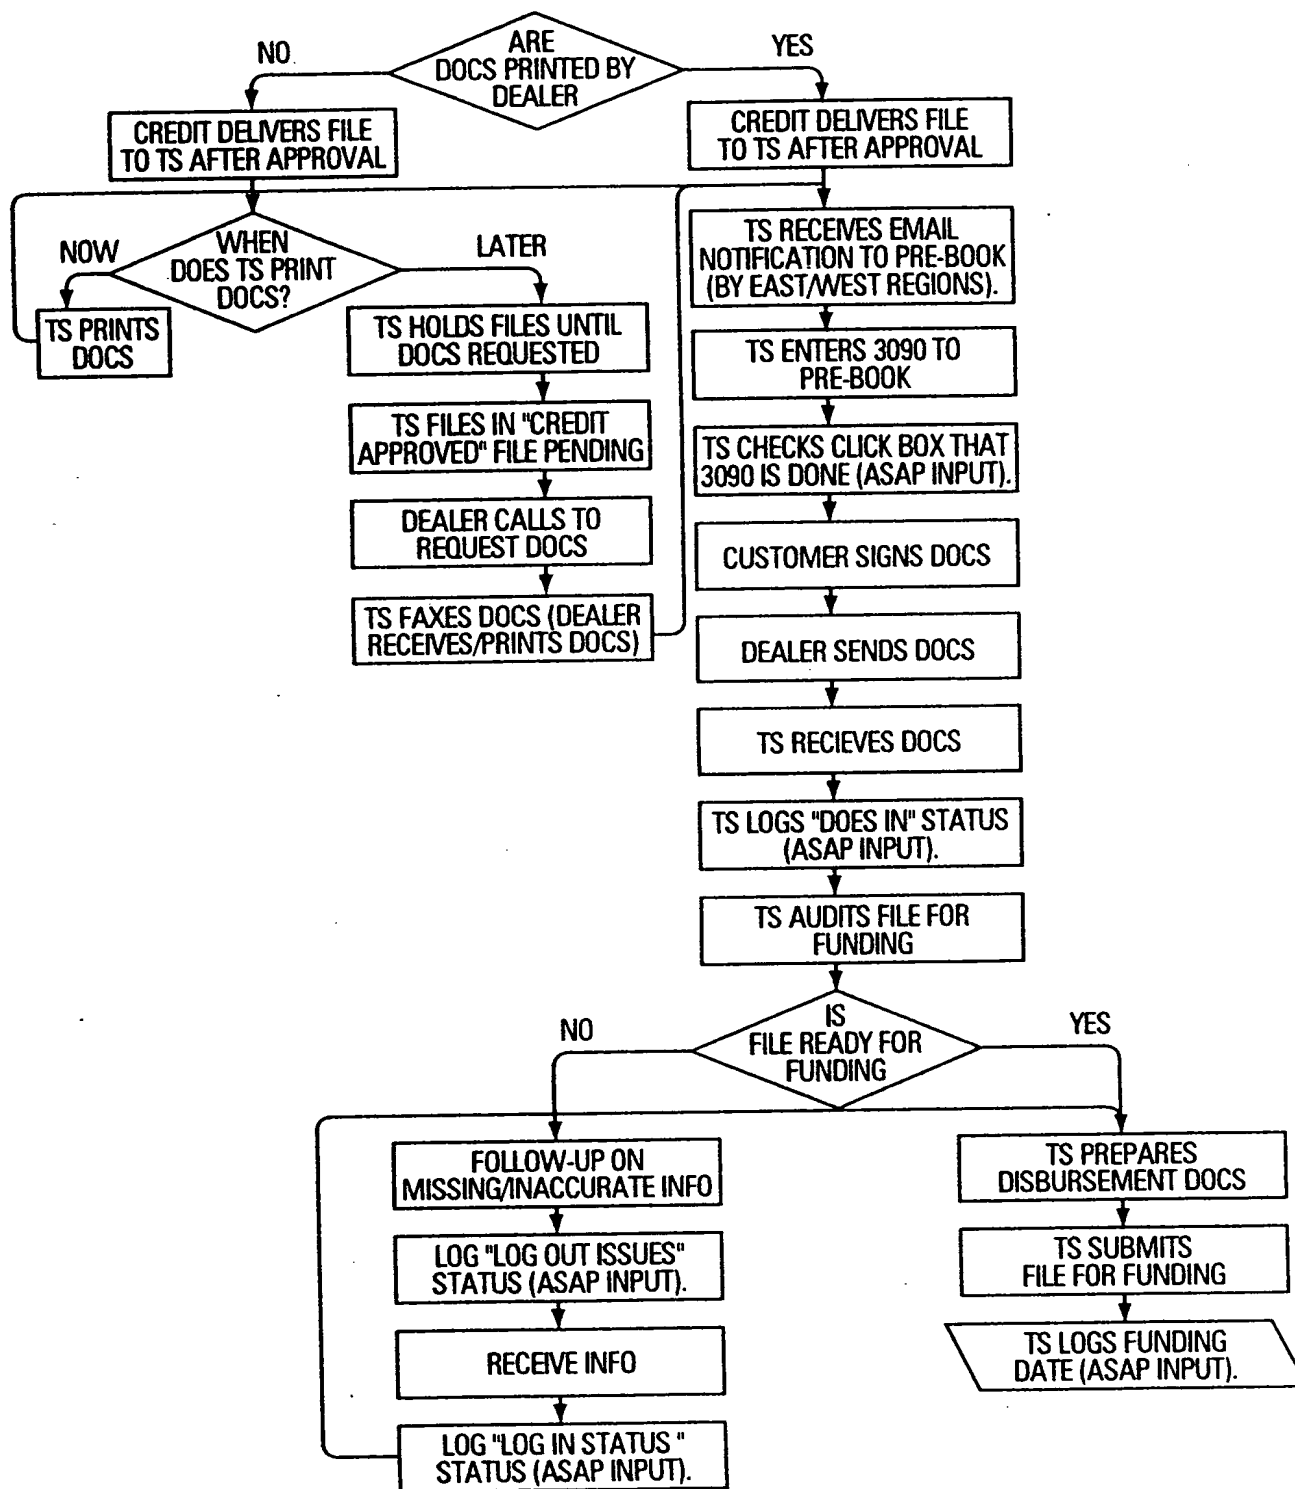 ARE
DOCS PRINTED BY
DEALER
NO
YES
CREDIT DELIVERS FILE
TO TS AFTER APPROVAL
CREDIT DELIVERS FILE
TO TS AFTER APPROVAL
WHEN
DOES TS PRINT
DOCS?
NOW
LATER
TS PRINTS
DOCS
TS HOLDS FILES UNTIL
DOCS REQUESTED
TS FILES IN "CREDIT
APPROVED" FILE PENDING
DEALER CALLS TO
REQUEST DOCS
TS FAXES DOCS (DEALER
RECEIVES/PRINTS DOCS)
TS RECEIVES EMAIL
NOTIFICATION TO PRE-BOOK
(BY EAST/WEST REGIONS).
TS ENTERS 3090 TO
PRE-BOOK
TS CHECKS CLICK BOX THAT
3090 IS DONE (ASAP INPUT).
CUSTOMER SIGNS DOCS
DEALER SENDS DOCS
TS RECIEVES DOCS
TS LOGS "DOES IN" STATUS
(ASAP INPUT).
TS AUDITS FILE FOR
FUNDING
IS
FILE READY FOR
FUNDING
NO
YES
FOLLOW-UP ON
MISSING/INACCURATE INFO
LOG "LOG OUT ISSUES"
STATUS (ASAP INPUT).
RECEIVE INFO
LOG "LOG IN STATUS "
STATUS (ASAP INPUT).
TS PREPARES
DISBURSEMENT DOCS
TS SUBMITS
FILE FOR FUNDING
TS LOGS FUNDING
DATE (ASAP INPUT).